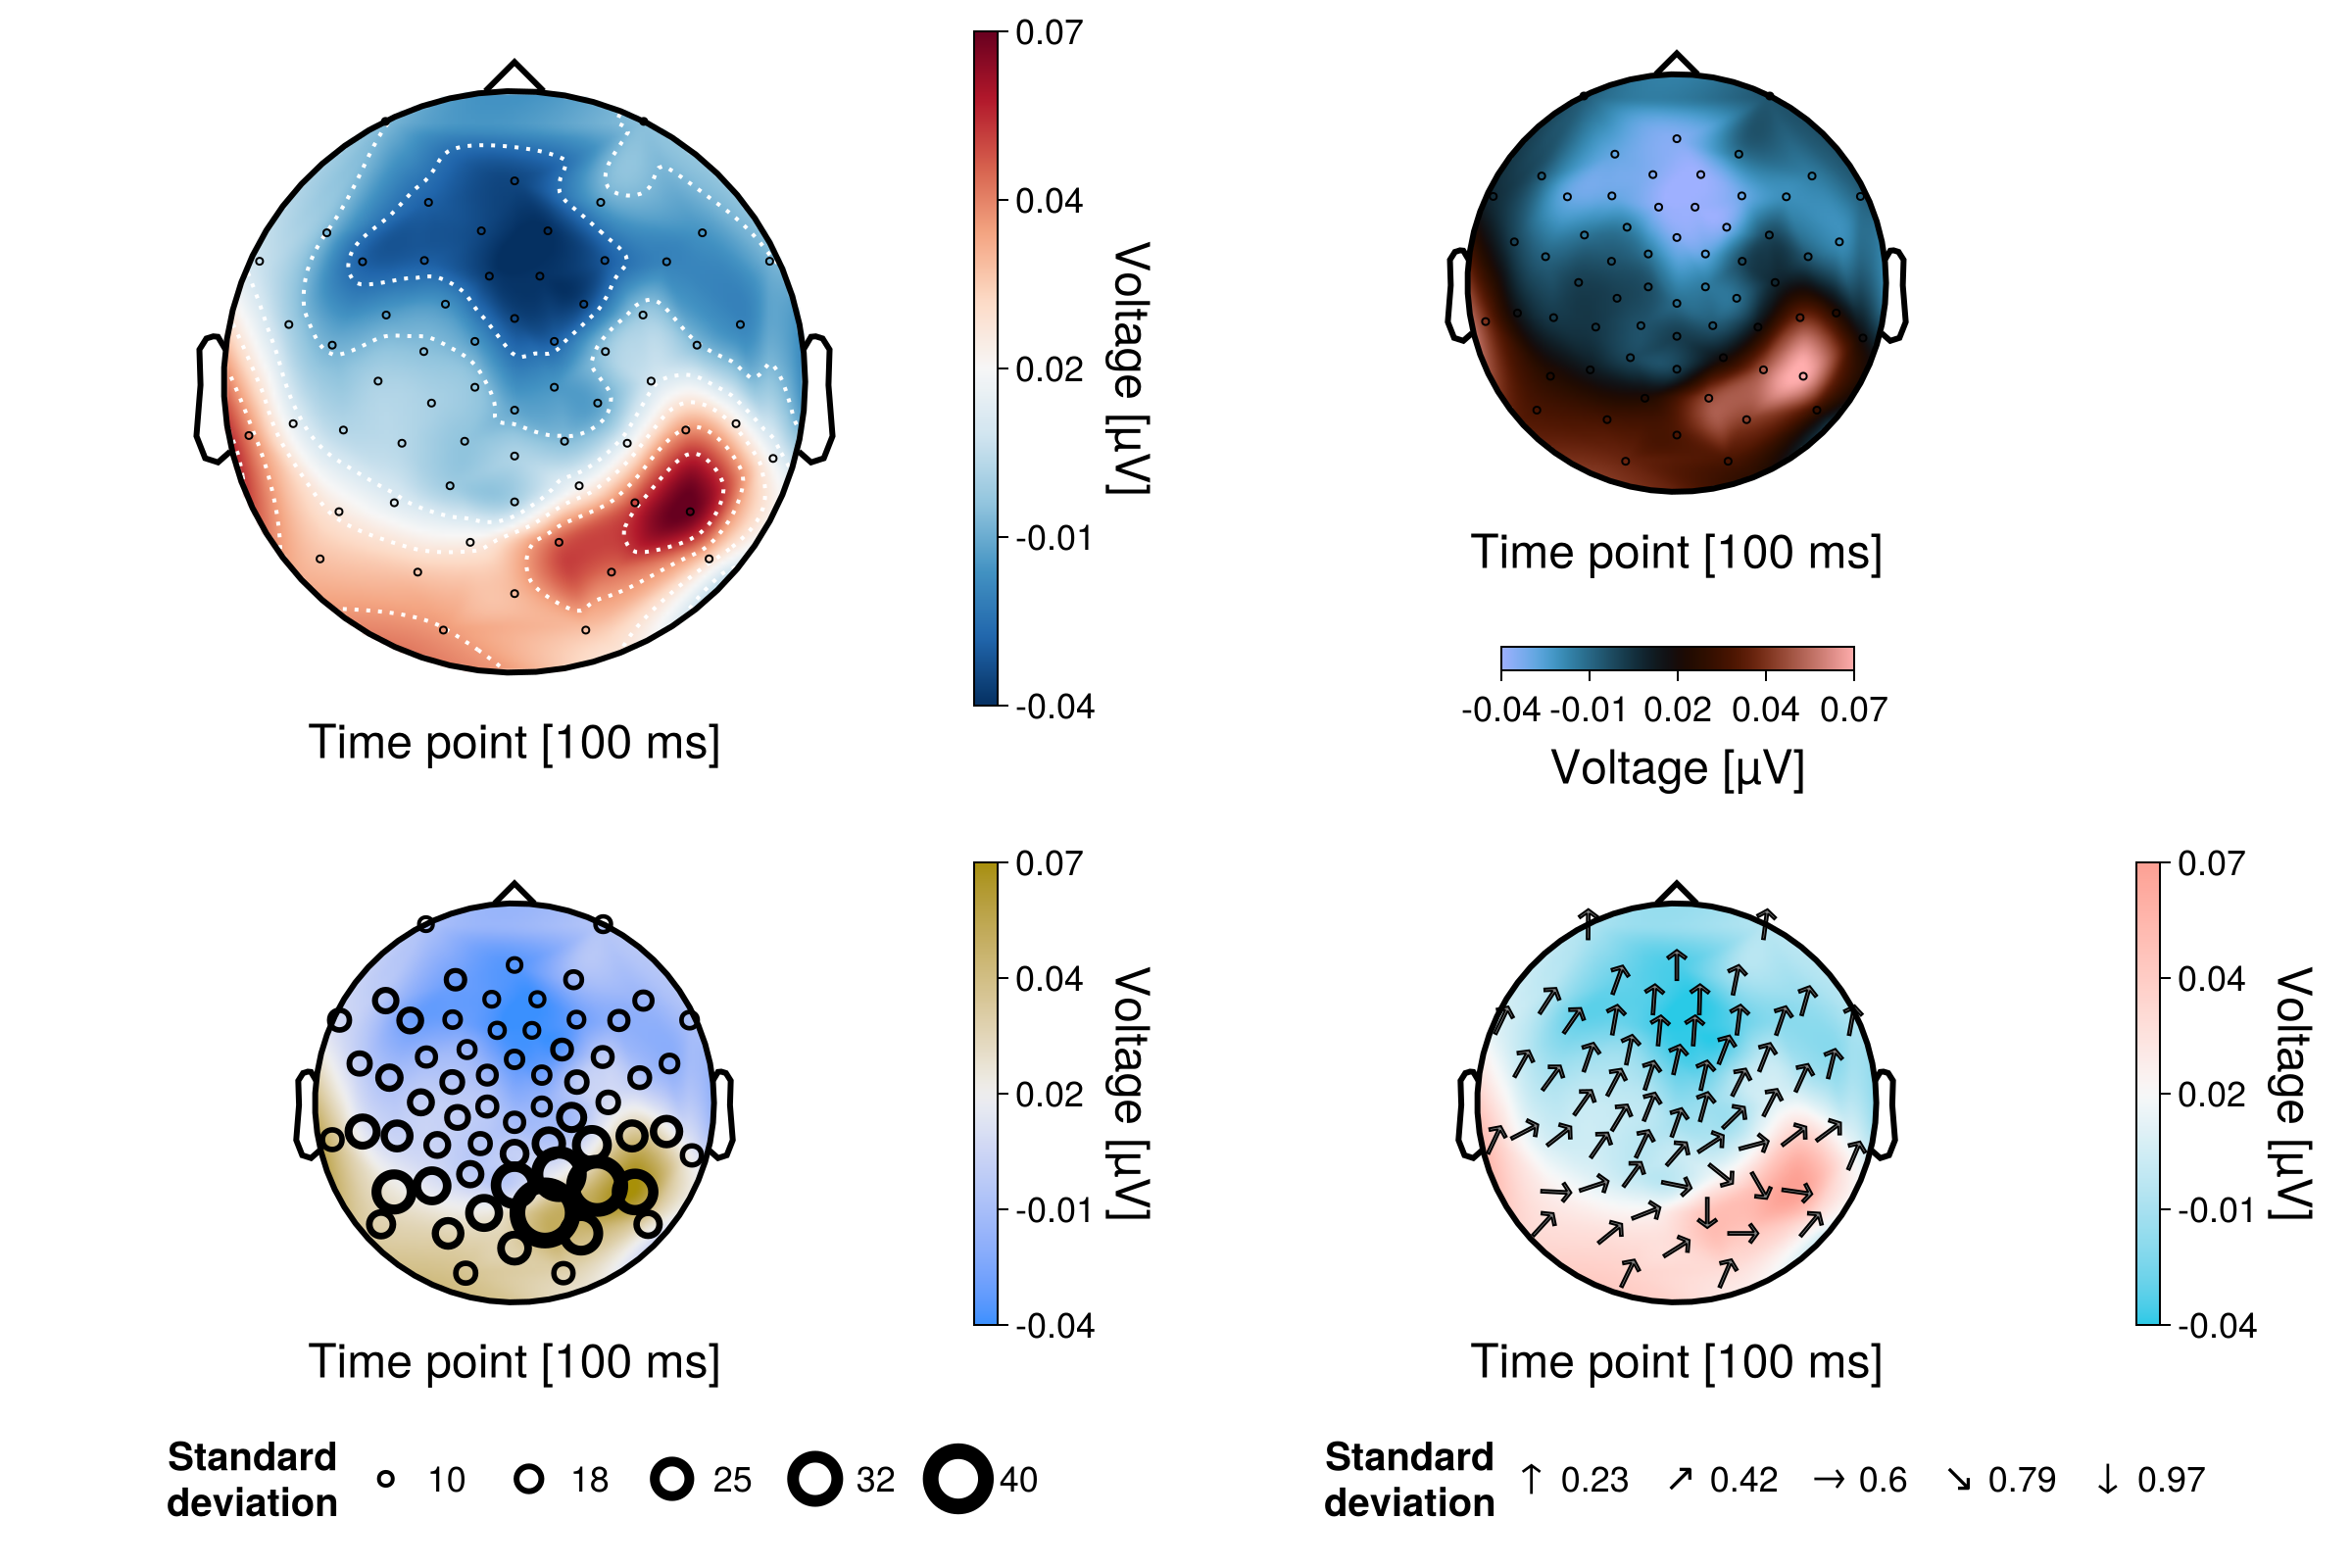 0.07
0.04
0.02
-0.01
-0.04
Voltage [µV]
Time point [100 ms]
Time point [100 ms]
-0.04 -0.01 0.02 0.04 0.07
Voltage [µV]
0.07
0.04
0.02
-0.01
-0.04
Voltage [µV]
Time point [100 ms]
Standard
deviation
10 18 25 32 40
0.07
0.04
0.02
-0.01
-0.04
Voltage [µV]
Time point [100 ms]
Standard
deviation
↑ 0.23 ↗ 0.42 → 0.6 ↘ 0.79 ↓ 0.97